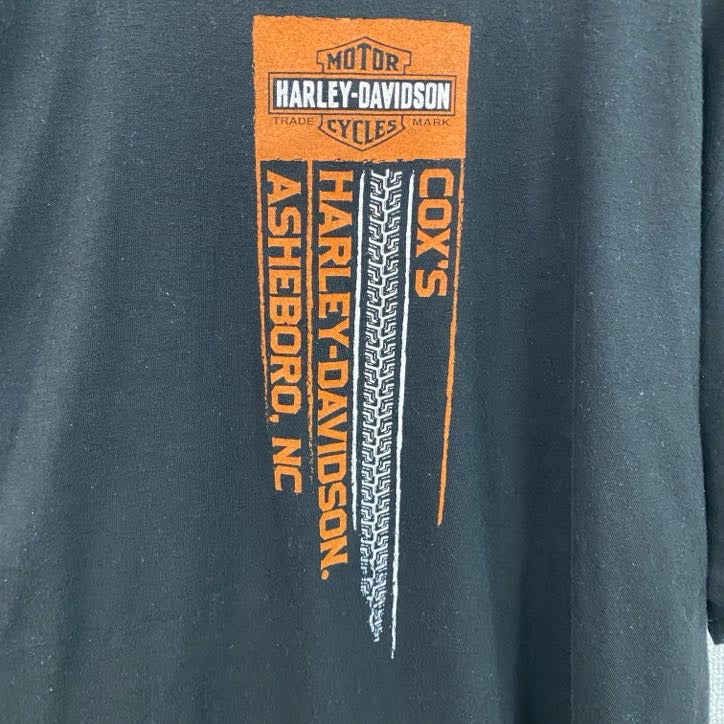 MOTOR
HARLEY-DAVIDSON
TRADE MARK
CYCLES
COX'S
HARLEY-DAVIDSON.
ASHEBORO, NC